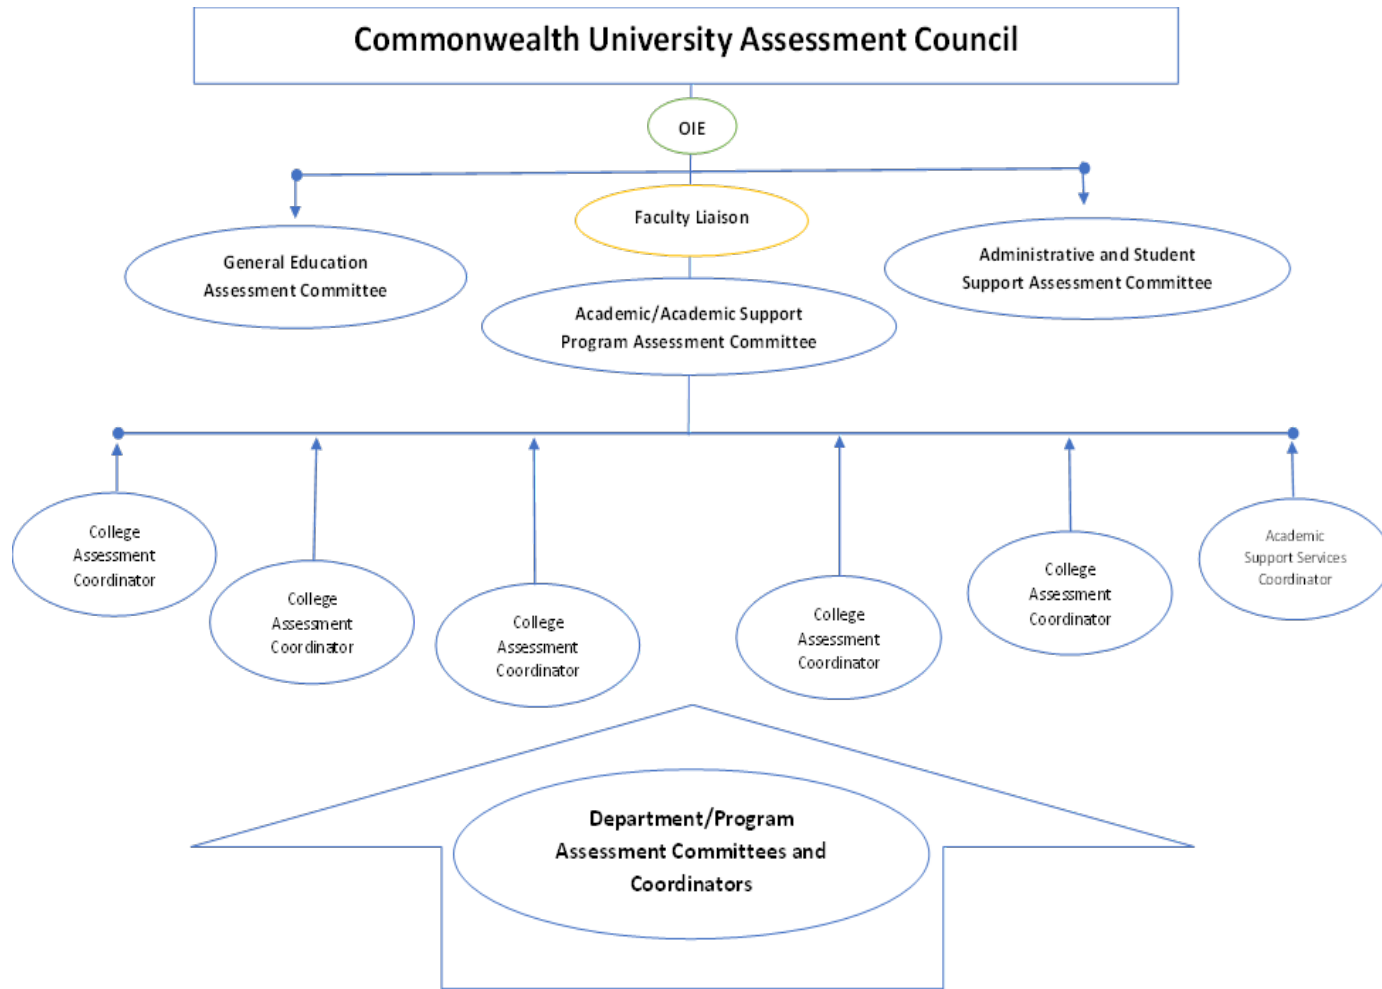 Commonwealth University Assessment Council
OIE
Faculty Liaison
General Education
Assessment Committee
Administrative and Student
Support Assessment Committee
Academic/Academic Support
Program Assessment Committee
College
Assessment
Coordinator
College
Assessment
Coordinator
College
Assessment
Coordinator
College
Assessment
Coordinator
College
Assessment
Coordinator
Academic
Support Services
Coordinator
Department/Program
Assessment Committees and
Coordinators